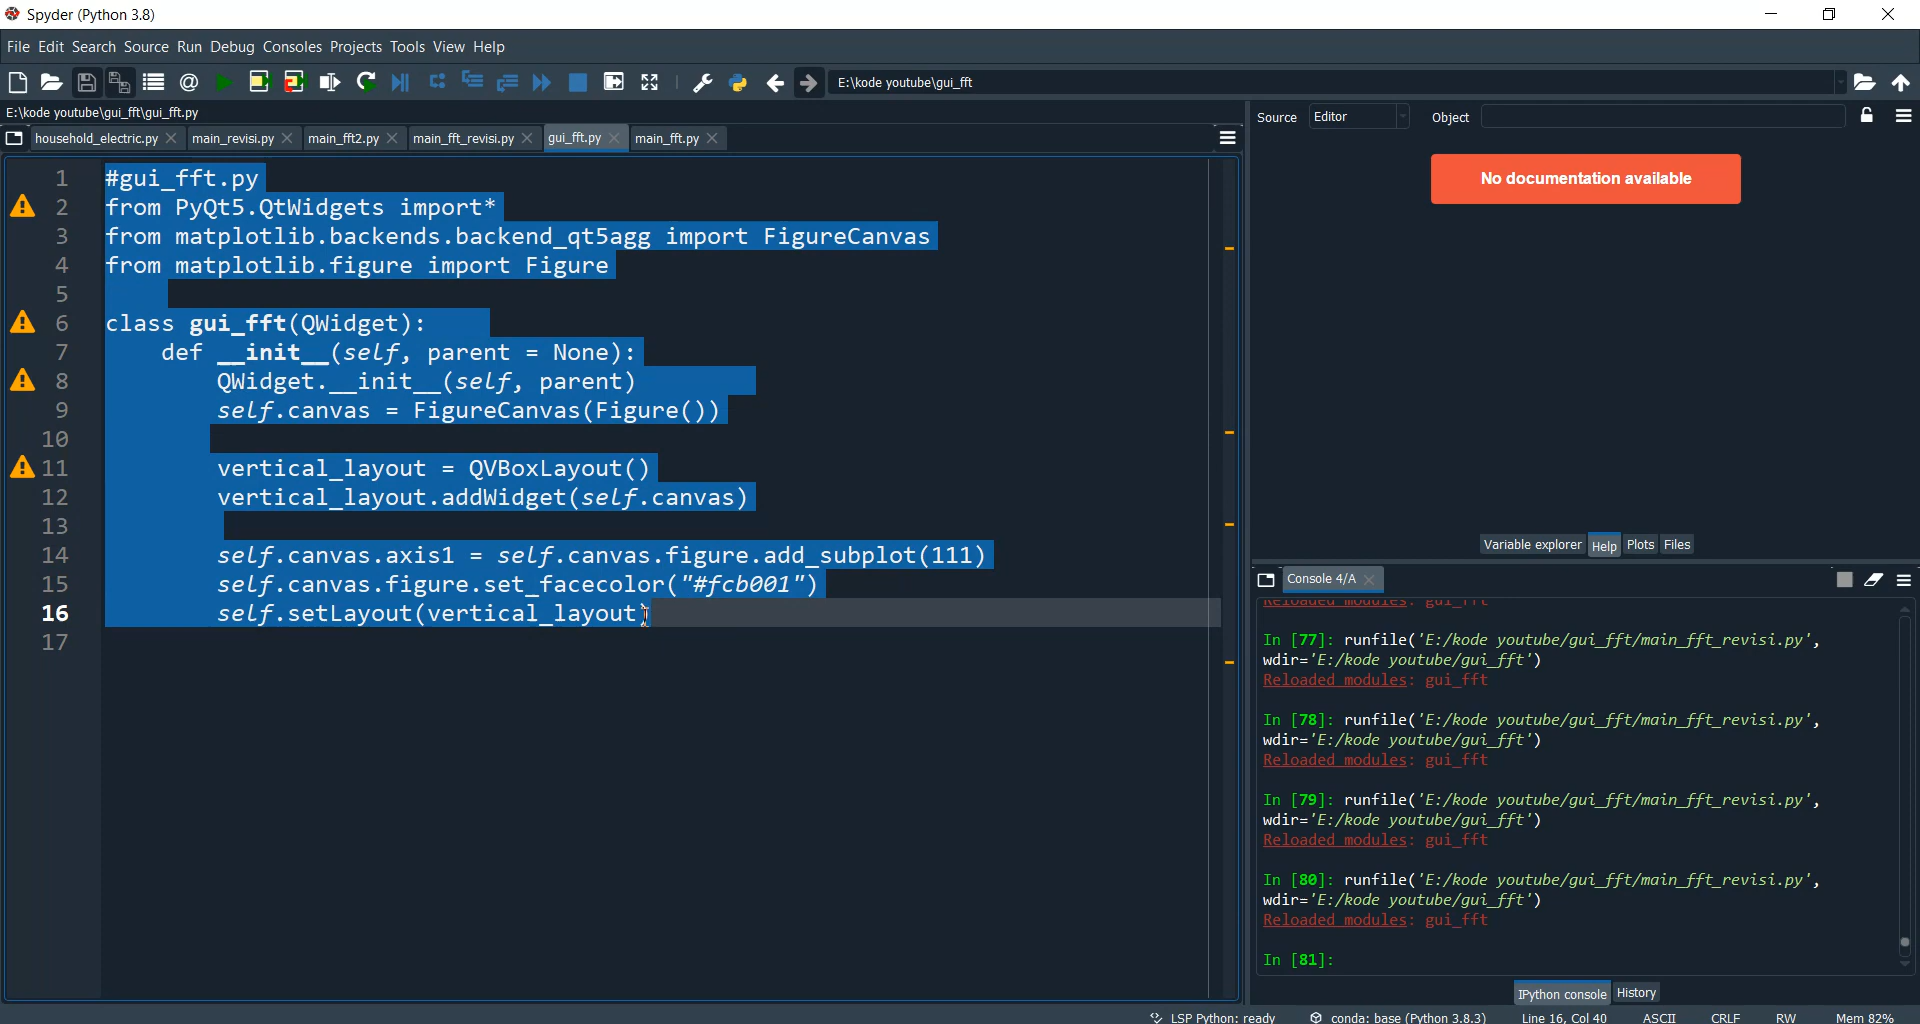 Spyder (Python 3.8)
File Edit Search Source Run Debug Consoles Projects Tools View Help
E:\kode youtube\gui_fft
E:\kode youtube\gui_fft\gui_fft.py
household_electric.py main_revisi.py main_fft2.py main_fft_revisi.py gui_fft.py main_fft.py
1 #gui_fft.py
2 from PyQt5.QtWidgets import*
3 from matplotlib.backends.backend_qt5agg import FigureCanvas
4 from matplotlib.figure import Figure
5
6 class gui_fft(QWidget):
7 def __init__(self, parent = None):
8 QWidget.__init__(self, parent)
9 self.canvas = FigureCanvas(Figure())
10
11 vertical_layout = QVBoxLayout()
12 vertical_layout.addWidget(self.canvas)
13
14 self.canvas.axis1 = self.canvas.figure.add_subplot(111)
15 self.canvas.figure.set_facecolor("#fcb001")
16 self.setLayout(vertical_layout)
17
Source Editor Object
No documentation available
Variable explorer Help Plots Files
Console 4/A
Reloaded modules: gui_fft
In [77]: runfile('E:/kode youtube/gui_fft/main_fft_revisi.py',
wdir='E:/kode youtube/gui_fft')
Reloaded modules: gui_fft
In [78]: runfile('E:/kode youtube/gui_fft/main_fft_revisi.py',
wdir='E:/kode youtube/gui_fft')
Reloaded modules: gui_fft
In [79]: runfile('E:/kode youtube/gui_fft/main_fft_revisi.py',
wdir='E:/kode youtube/gui_fft')
Reloaded modules: gui_fft
In [80]: runfile('E:/kode youtube/gui_fft/main_fft_revisi.py',
wdir='E:/kode youtube/gui_fft')
Reloaded modules: gui_fft
In [81]:
IPython console History
LSP Python: ready conda: base (Python 3.8.3) Line 16, Col 40 ASCII CRLF RW Mem 82%